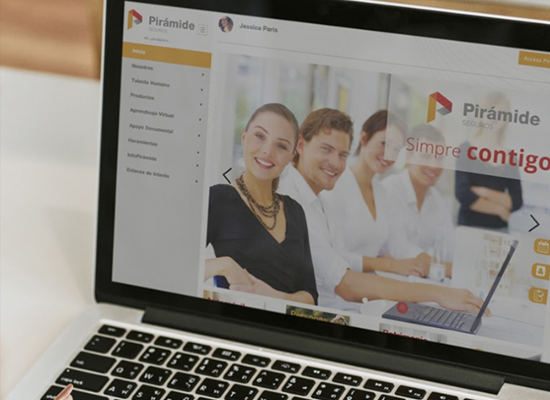 Pirámide
SEGUROS
Jessica Paris
Inicio
Nosotros
Talento Humano
Productos
Aprendizaje Virtual
Apoyo Documental
Herramientas
InfoPirámide
Enlaces de Interés
Pirámide
SEGUROS
Simpre contigo